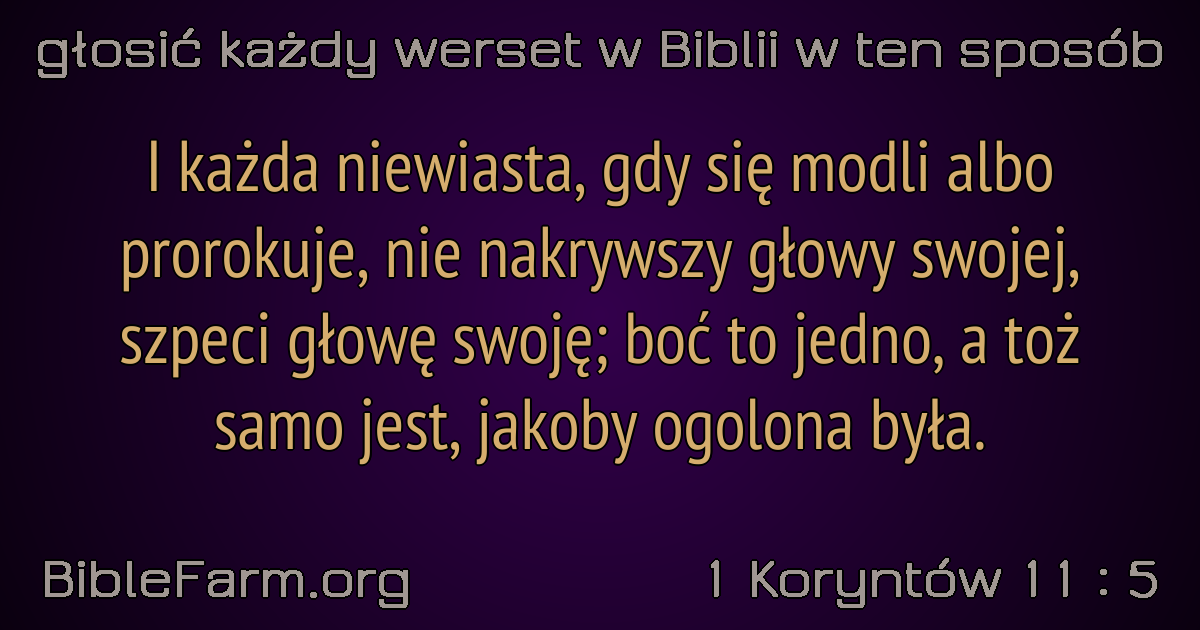 głosić każdy werset w Biblii w ten sposób
I każda niewiasta, gdy się modli albo
prorokuje, nie nakrywszy głowy swojej,
szpeci głowę swoję; boć to jedno, a toż
samo jest, jakoby ogolona była.
BibleFarm.org
1 Koryntów 11 : 5